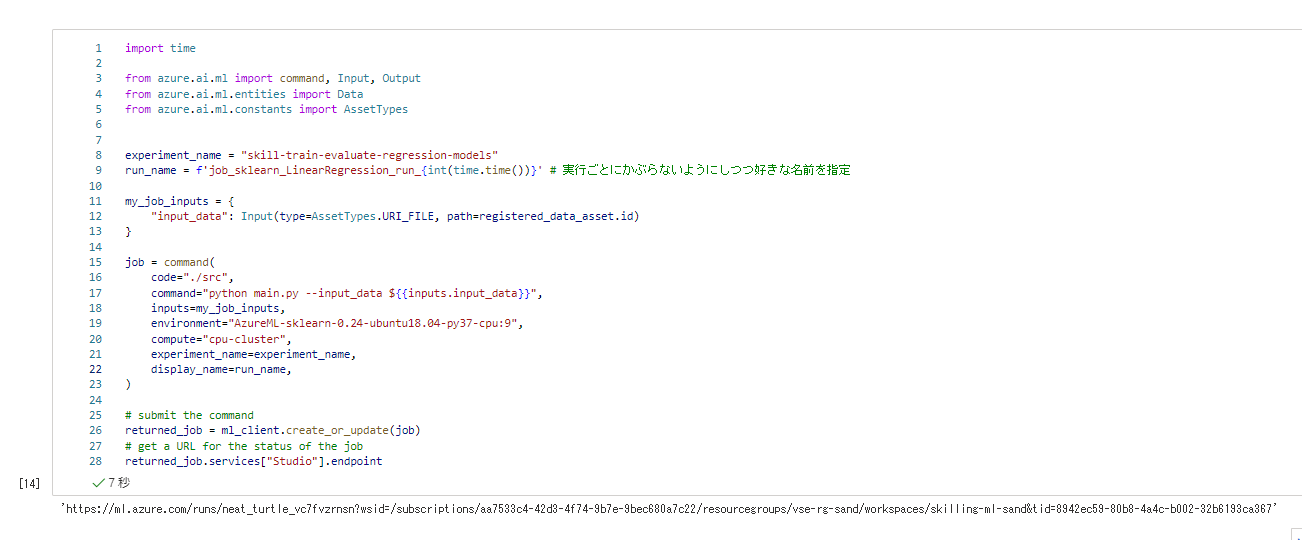 1 import time
2
3 from azure.ai.ml import command, Input, Output
4 from azure.ai.ml.entities import Data
5 from azure.ai.ml.constants import AssetTypes
6
7
8 experiment_name = "skill-train-evaluate-regression-models"
9 run_name = f'job_sklearn_LinearRegression_run_{int(time.time())}' # 実行ごとにかぶらないようにしつつ好きな名前を指定
10
11 my_job_inputs = {
12     "input_data": Input(type=AssetTypes.URI_FILE, path=registered_data_asset.id)
13 }
14
15 job = command(
16     code="./src",
17     command="python main.py --input_data ${{inputs.input_data}}",
18     inputs=my_job_inputs,
19     environment="AzureML-sklearn-0.24-ubuntu18.04-py37-cpu:9",
20     compute="cpu-cluster",
21     experiment_name=experiment_name,
22     display_name=run_name,
23 )
24
25 # submit the command
26 returned_job = ml_client.create_or_update(job)
27 # get a URL for the status of the job
28 returned_job.services["Studio"].endpoint
[14] ✓ 7 秒
'https://ml.azure.com/runs/neat_turtle_vc7fvzrnsn?wsid=/subscriptions/aa7533c4-42d3-4f74-9b7e-9bec680a7c22/resourcegroups/vse-rg-sand/workspaces/skilling-ml-sand&tid=8942ec59-80b8-4a4c-b002-32b6193ca367'